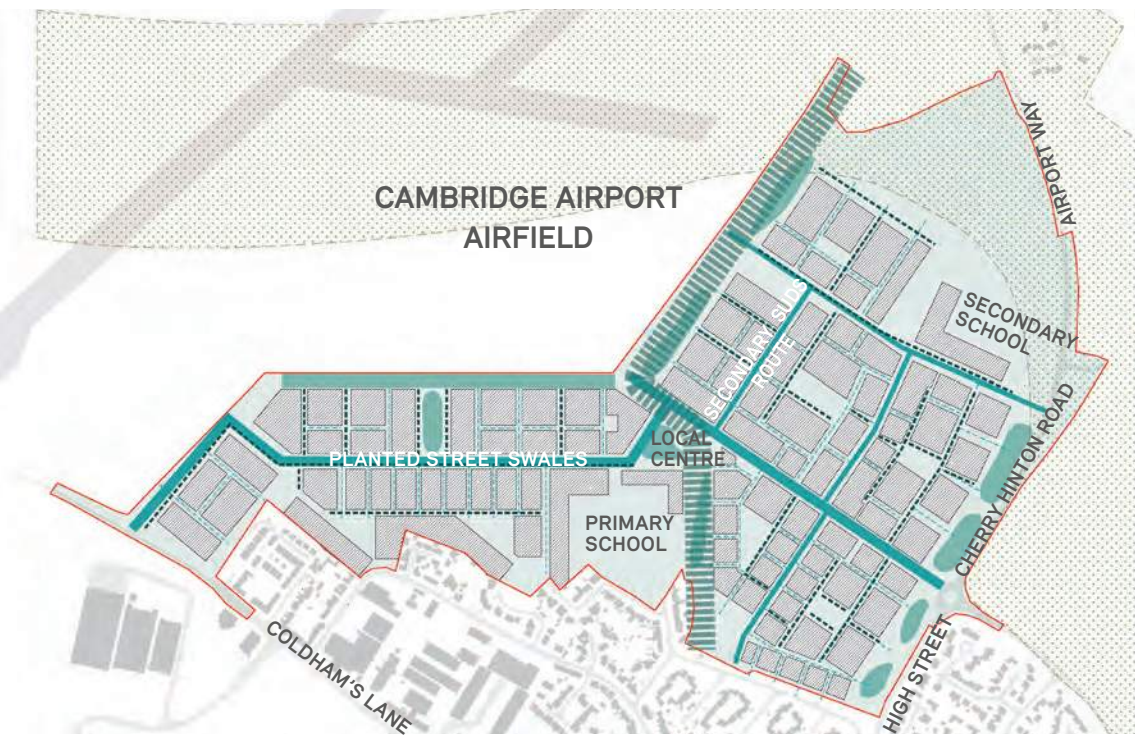 CAMBRIDGE AIRPORT
AIRFIELD
AIRPORT WAY
SECONDARY
SCHOOL
SECONDARY SUDS
ROUTE
CHERRY HINTON ROAD
LOCAL
CENTRE
PLANTED STREET SWALES
PRIMARY
SCHOOL
COLDHAM'S LANE
HIGH STREET